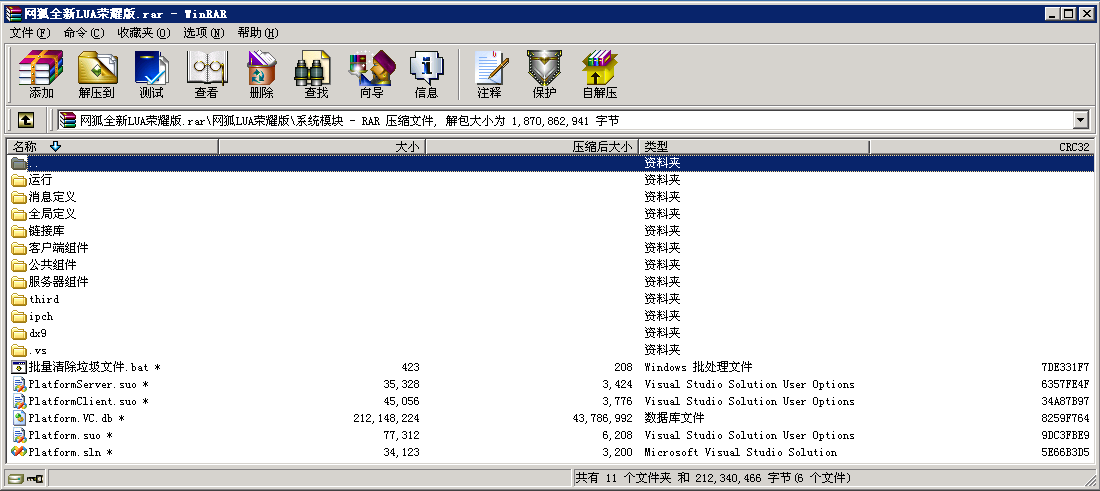 网狐全新LUA荣耀版.rar - WinRAR
文件(F) 命令(C) 收藏夹(O) 选项(N) 帮助(H)
添加 解压到 测试 查看 删除 查找 向导 信息 注释 保护 自解压
网狐全新LUA荣耀版.rar\网狐LUA荣耀版\系统模块 - RAR 压缩文件, 解包大小为 1,870,862,941 字节
名称 大小 压缩后大小 类型 CRC32
.. 资料夹
运行 资料夹
消息定义 资料夹
全局定义 资料夹
链接库 资料夹
客户端组件 资料夹
公共组件 资料夹
服务器组件 资料夹
third 资料夹
ipch 资料夹
dx9 资料夹
.vs 资料夹
批量清除垃圾文件.bat * 423 208 Windows 批处理文件 7DE331F7
PlatformServer.suo * 35,328 3,424 Visual Studio Solution User Options 6357FE4F
PlatformClient.suo * 45,056 3,776 Visual Studio Solution User Options 34A87B97
Platform.VC.db * 212,148,224 43,786,992 数据库文件 8259F764
Platform.suo * 77,312 6,208 Visual Studio Solution User Options 9DC3FBE9
Platform.sln * 34,123 3,200 Microsoft Visual Studio Solution 5E66B3D5
共有 11 个文件夹 和 212,340,466 字节(6 个文件)